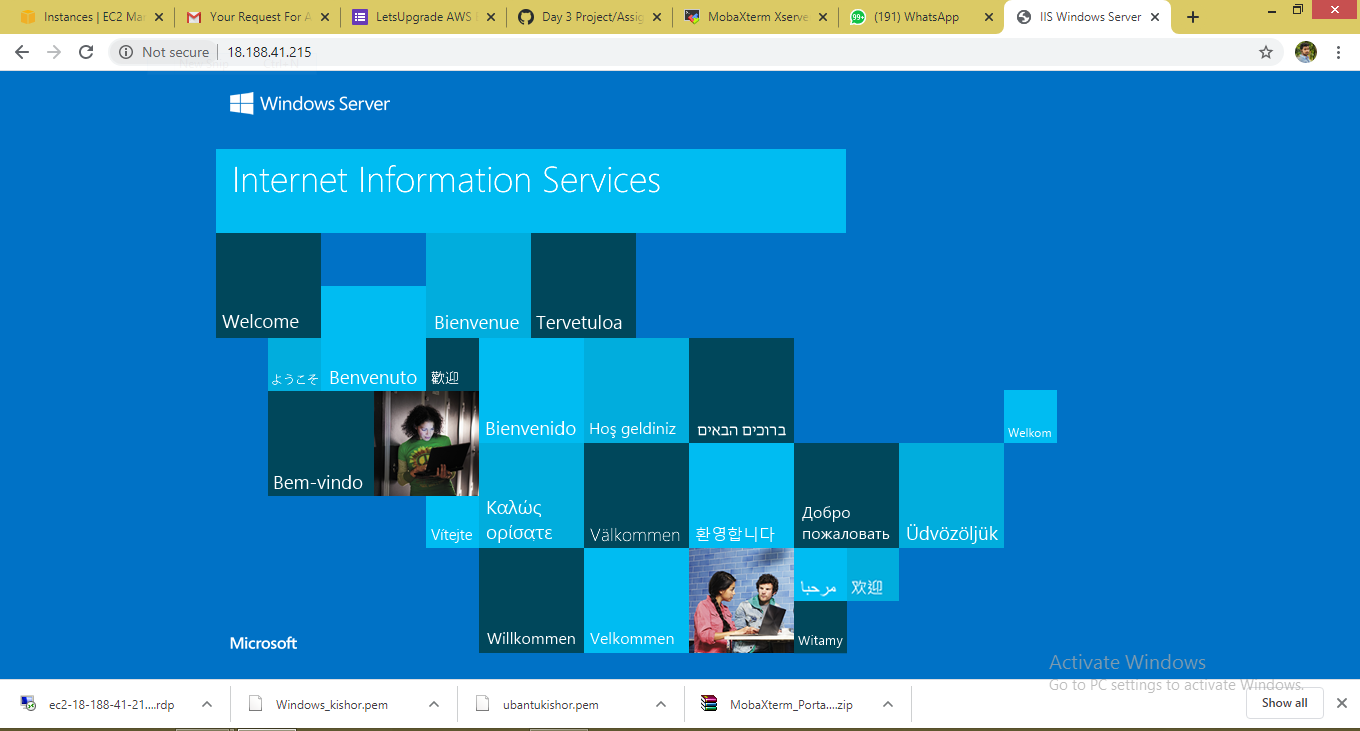 Instances | EC2 Mar
Your Request For A
LetsUpgrade AWS
Day 3 Project/Assig
MobaXterm Xserve
(191) WhatsApp
IIS Windows Server
Not secure
18.188.41.215
Windows Server
Internet Information Services
Welcome
Bienvenue
Tervetuloa
ようこそ
Benvenuto
歡迎
Bienvenido
Hoş geldiniz
ברוכים הבאים
Welkom
Bem-vindo
Vítejte
Καλώς
ορίσατε
Välkommen
환영합니다
Добро
пожаловать
Üdvözöljük
مرحبا
欢迎
Willkommen
Velkommen
Witamy
Microsoft
Activate Windows
Go to PC settings to activate Windows.
ec2-18-188-41-21....rdp
Windows_kishor.pem
ubantukishor.pem
MobaXterm_Porta....zip
Show all